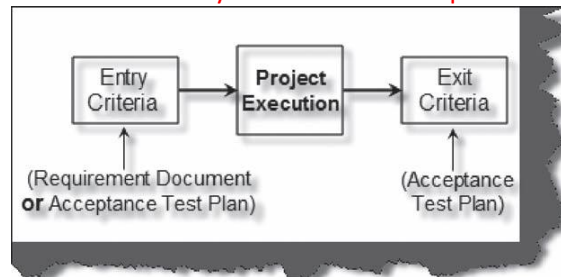 Entry
Criteria
Project
Execution
Exit
Criteria
(Requirement Document
or Acceptance Test Plan)
(Acceptance
Test Plan)